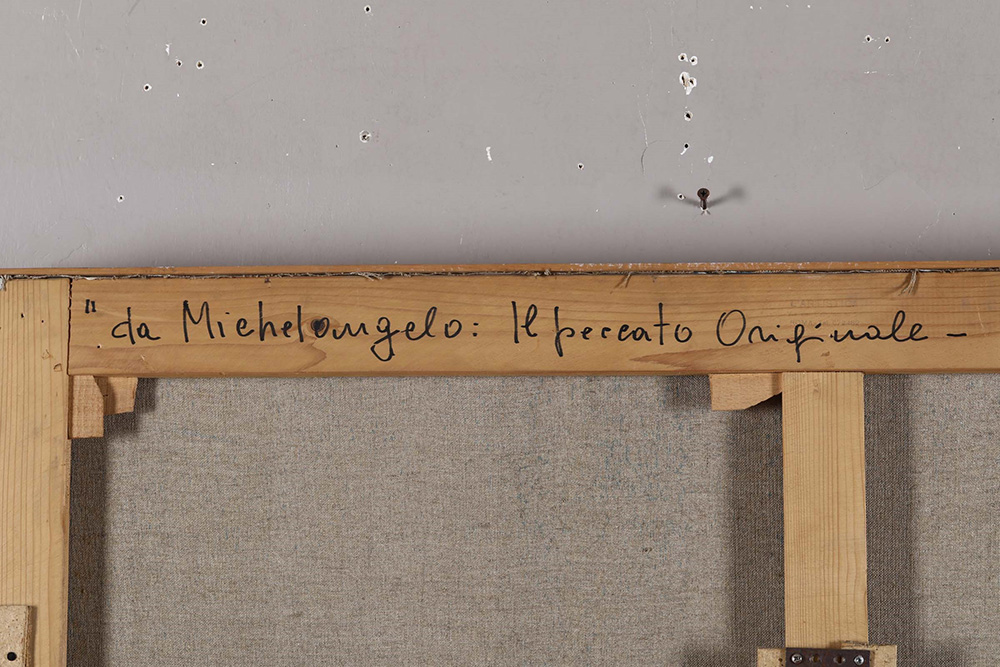 " da Michelangelo: Il peccato Originale –